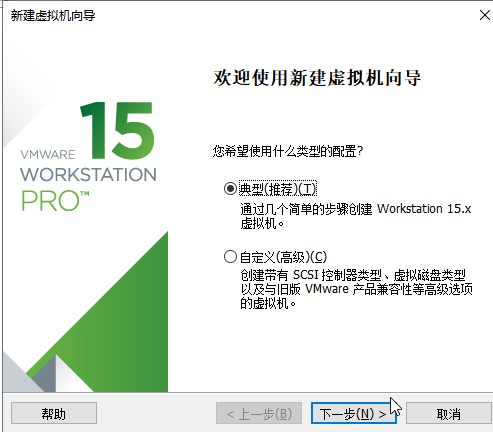 新建虚拟机向导
15
VMWARE
WORKSTATION
PRO™
欢迎使用新建虚拟机向导
您希望使用什么类型的配置?
典型(推荐)(T)
通过几个简单的步骤创建 Workstation 15.x
虚拟机。
自定义(高级)(C)
创建带有 SCSI 控制器类型、虚拟磁盘类型
以及与旧版 VMware 产品兼容性等高级选项
的虚拟机。
帮助
< 上一步(B)
下一步(N) >
取消